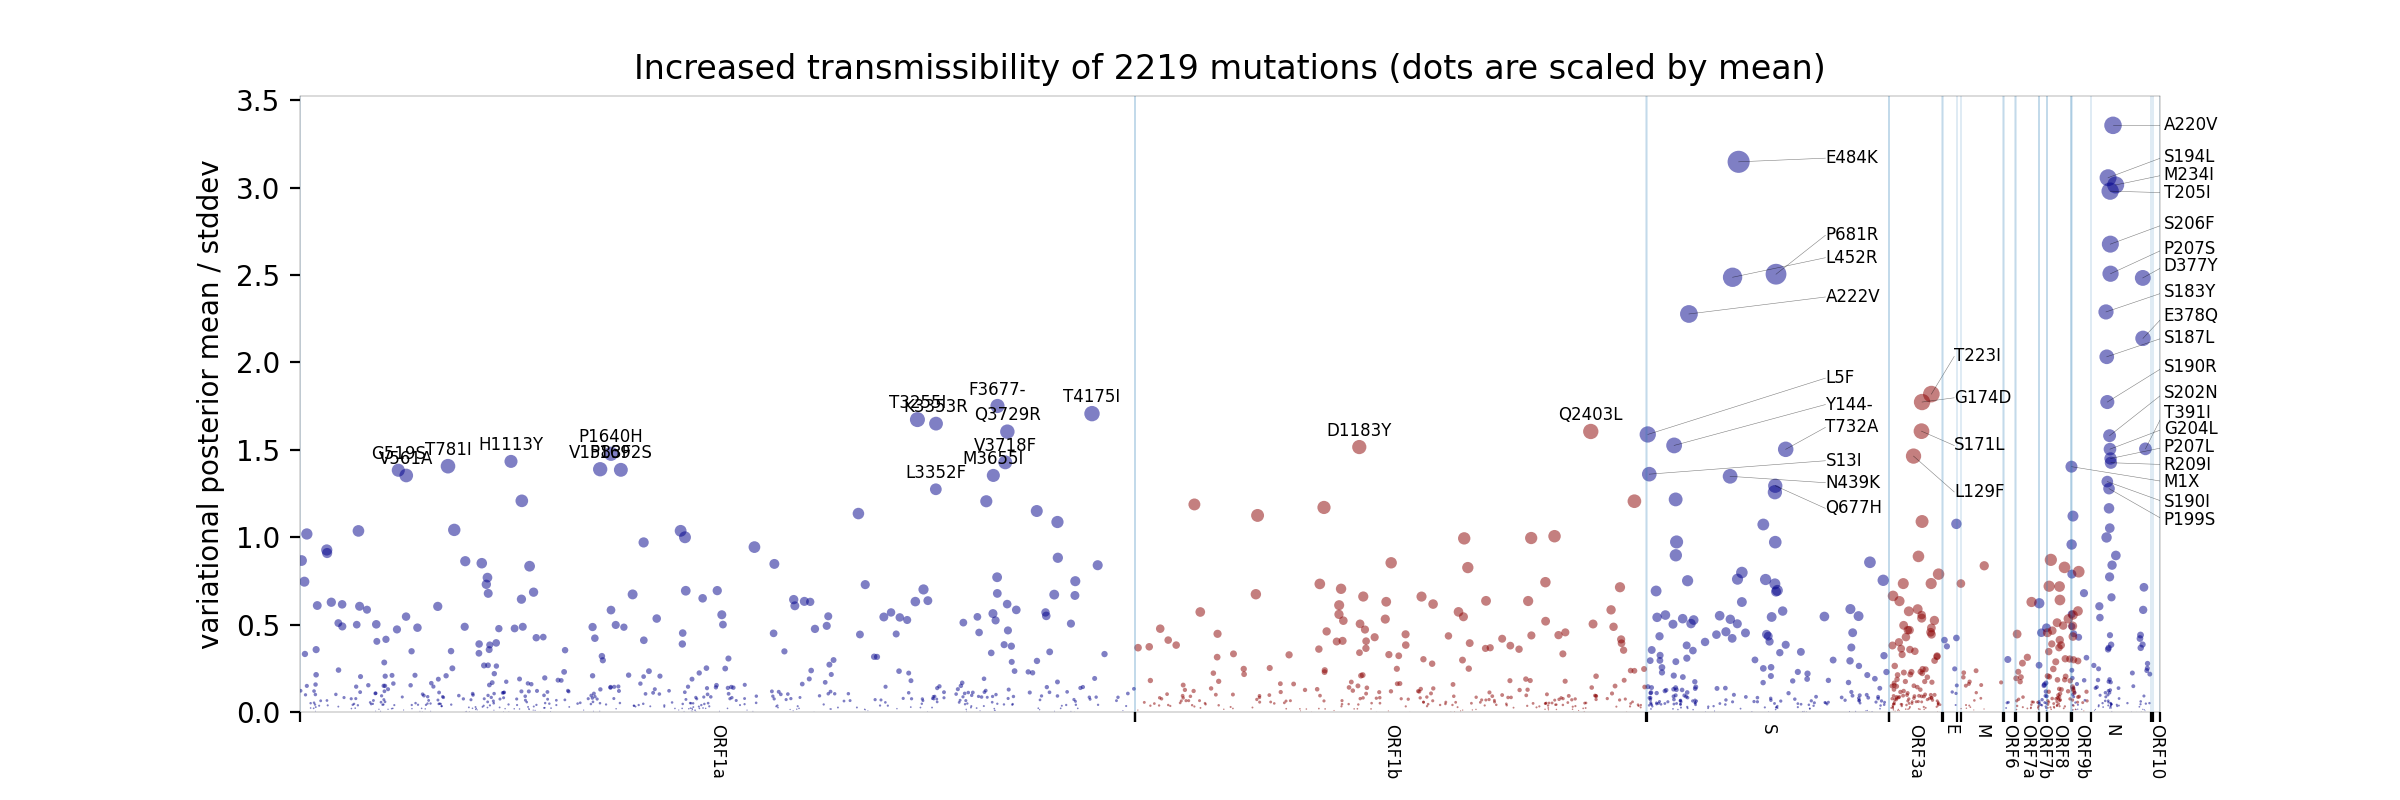 Increased transmissibility of 2219 mutations (dots are scaled by mean)
variational posterior mean / stddev
3.5
3.0
2.5
2.0
1.5
1.0
0.5
0.0
G519S
V561A
T781I
H1113Y
P1640H
P1692S
T3255I
K3353R
L3352F
F3677-
Q3729R
V3718F
M3655I
T4175I
D1183Y
Q2403L
E484K
P681R
L452R
A222V
L5F
Y144-
T732A
S13I
N439K
Q677H
T223I
G174D
S171L
L129F
A220V
S194L
M234I
T205I
S206F
P207S
D377Y
S183Y
E378Q
S187L
S190R
S202N
T391I
G204L
P207L
R209I
M1X
S190I
P199S
ORF1a
ORF1b
S
ORF3a
E
M
ORF6
ORF7a
ORF7b
ORF8
ORF9b
N
ORF10